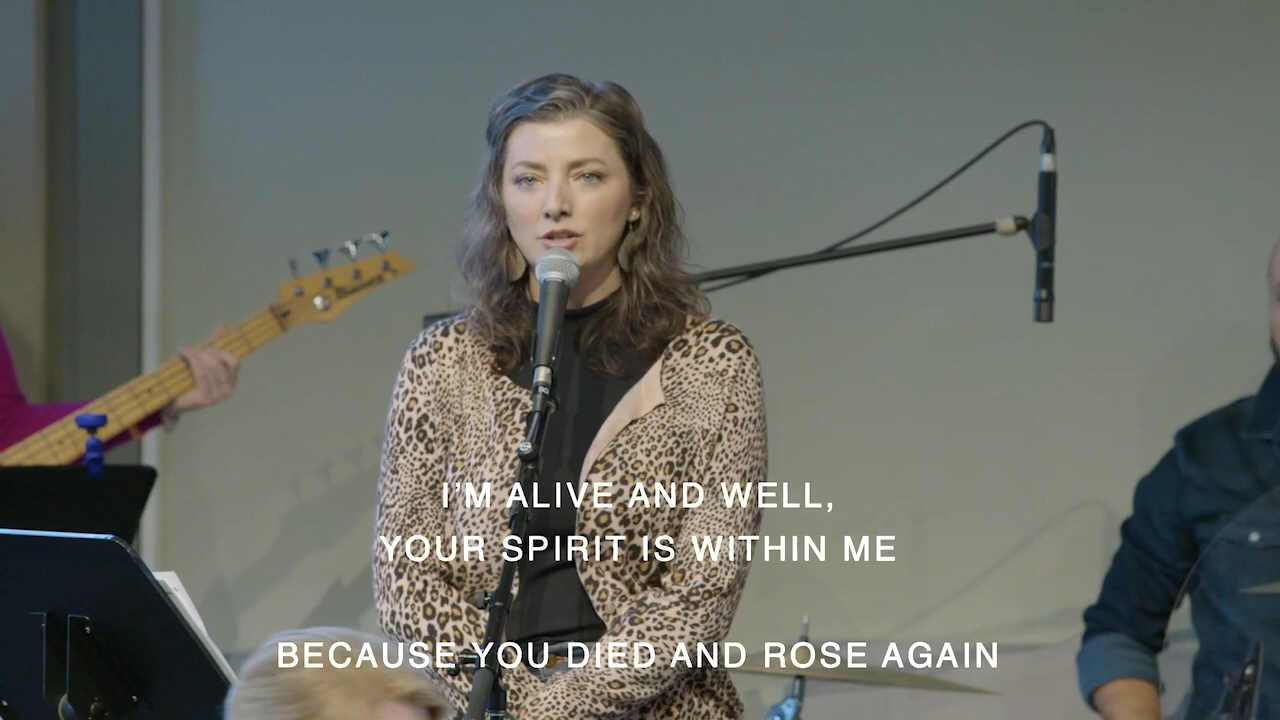 I'M ALIVE AND WELL,
YOUR SPIRIT IS WITHIN ME
BECAUSE YOU DIED AND ROSE AGAIN